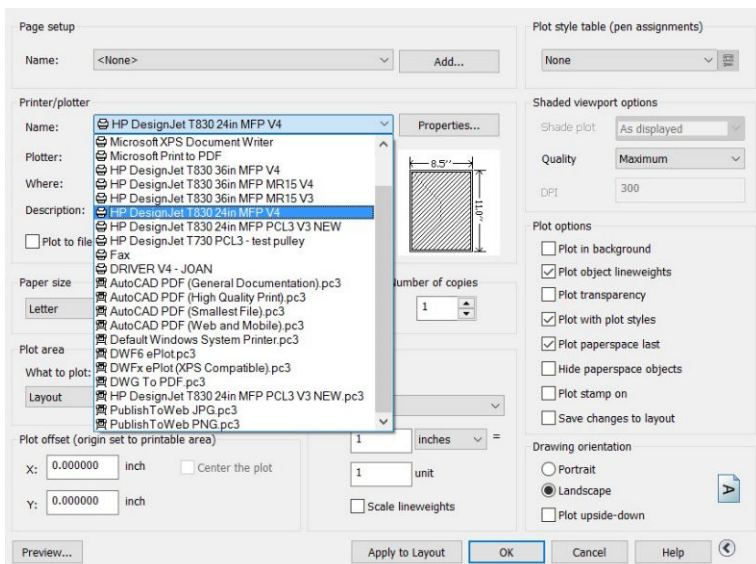 Page setup
Name: <None> Add...
Printer/plotter
Name: HP DesignJet T830 24in MFP V4 Properties...
Plotter:
Where:
Description:
Plot to file
Microsoft XPS Document Writer
Microsoft Print to PDF
HP DesignJet T830 36in MFP V4
HP DesignJet T830 36in MFP MR15 V4
HP DesignJet T830 36in MFP MR15 V3
HP DesignJet T830 24in MFP V4
HP DesignJet T830 24in MFP PCL3 V3 NEW
HP DesignJet T730 PCL3 - test pulley
Fax
DRIVER V4 - JOAN
AutoCAD PDF (General Documentation).pc3
AutoCAD PDF (High Quality Print).pc3
AutoCAD PDF (Smallest File).pc3
AutoCAD PDF (Web and Mobile).pc3
Default Windows System Printer.pc3
DWF6 ePlot.pc3
DWFx ePlot (XPS Compatible).pc3
DWG To PDF.pc3
HP DesignJet T830 24in MFP PCL3 V3 NEW.pc3
PublishToWeb JPG.pc3
PublishToWeb PNG.pc3
8.5''
11.0''
Paper size
Letter
Number of copies
1
Plot area
What to plot:
Layout
Plot offset (origin set to printable area)
X: 0.000000 inch Center the plot
Y: 0.000000 inch
1 inches =
1 unit
Scale lineweights
Plot style table (pen assignments)
None
Shaded viewport options
Shade plot As displayed
Quality Maximum
DPI 300
Plot options
Plot in background
Plot object lineweights
Plot transparency
Plot with plot styles
Plot paperspace last
Hide paperspace objects
Plot stamp on
Save changes to layout
Drawing orientation
Portrait
Landscape
Plot upside-down
A
Preview... Apply to Layout OK Cancel Help